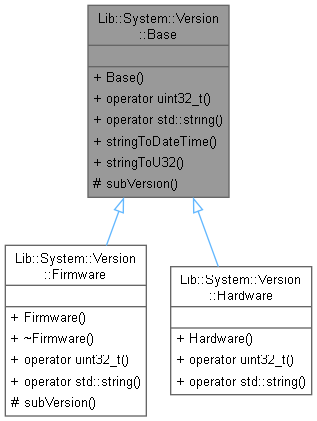 Lib::System::Version
::Base
+ Base()
+ operator uint32_t()
+ operator std::string()
+ stringToDateTime()
+ stringToU32()
# subVersion()
Lib::System::Version
::Firmware
+ Firmware()
+ ~Firmware()
+ operator uint32_t()
+ operator std::string()
# subVersion()
Lib::System::Version
::Hardware
+ Hardware()
+ operator uint32_t()
+ operator std::string()